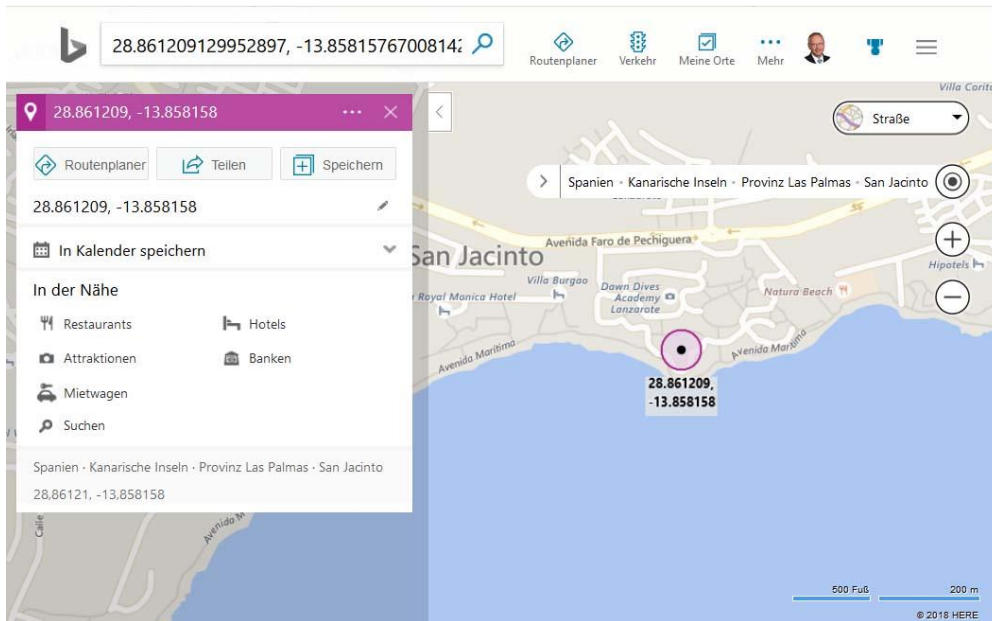 28.861209129952897, -13.858157670081
Routenplaner
Verkehr
Meine Orte
Mehr
28.861209, -13.858158
Routenplaner
Teilen
Speichern
28.861209, -13.858158
In Kalender speichern
In der Nähe
Restaurants
Hotels
Attraktionen
Banken
Mietwagen
Suchen
Spanien · Kanarische Inseln · Provinz Las Palmas · San Jacinto
28,86121, -13,858158
Straße
Spanien · Kanarische Inseln · Provinz Las Palmas · San Jacinto
Avenida Faro de Pechiguera
San Jacinto
Villa Burgao
Dawn Dives
Academy
Lanzarote
Royal Monica Hotel
Natura Beach
Hipotels
Avenida Marítima
28.861209,
-13.858158
Calle
500 Fuß
200 m
© 2018 HERE